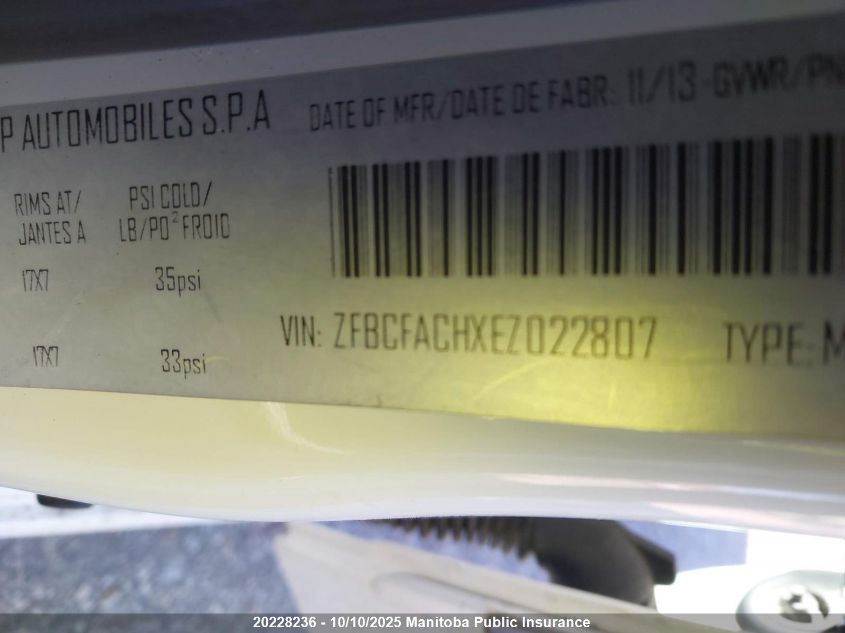 P AUTOMOBILES S.P.A
DATE OF MFR/DATE DE FABR: 11/13 GVWR/PN
RIMS AT/
JANTES A
PSI COLD/
LB/PO² FROID
17X7
35psi
17X7
33psi
VIN: ZFBCFACHXEZ022807
TYPE: M
20228236 - 10/10/2025 Manitoba Public Insurance